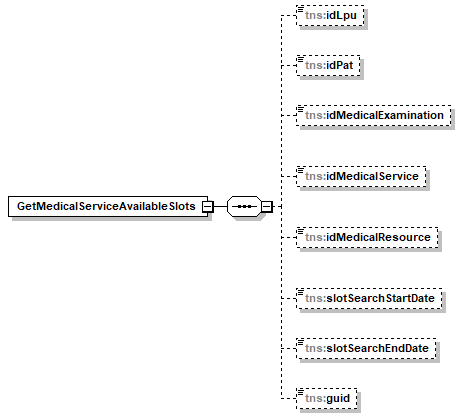 tns:idLpu
tns:idPat
tns:idMedicalExamination
tns:idMedicalService
GetMedicalServiceAvailableSlots
tns:idMedicalResource
tns:slotSearchStartDate
tns:slotSearchEndDate
tns:guid